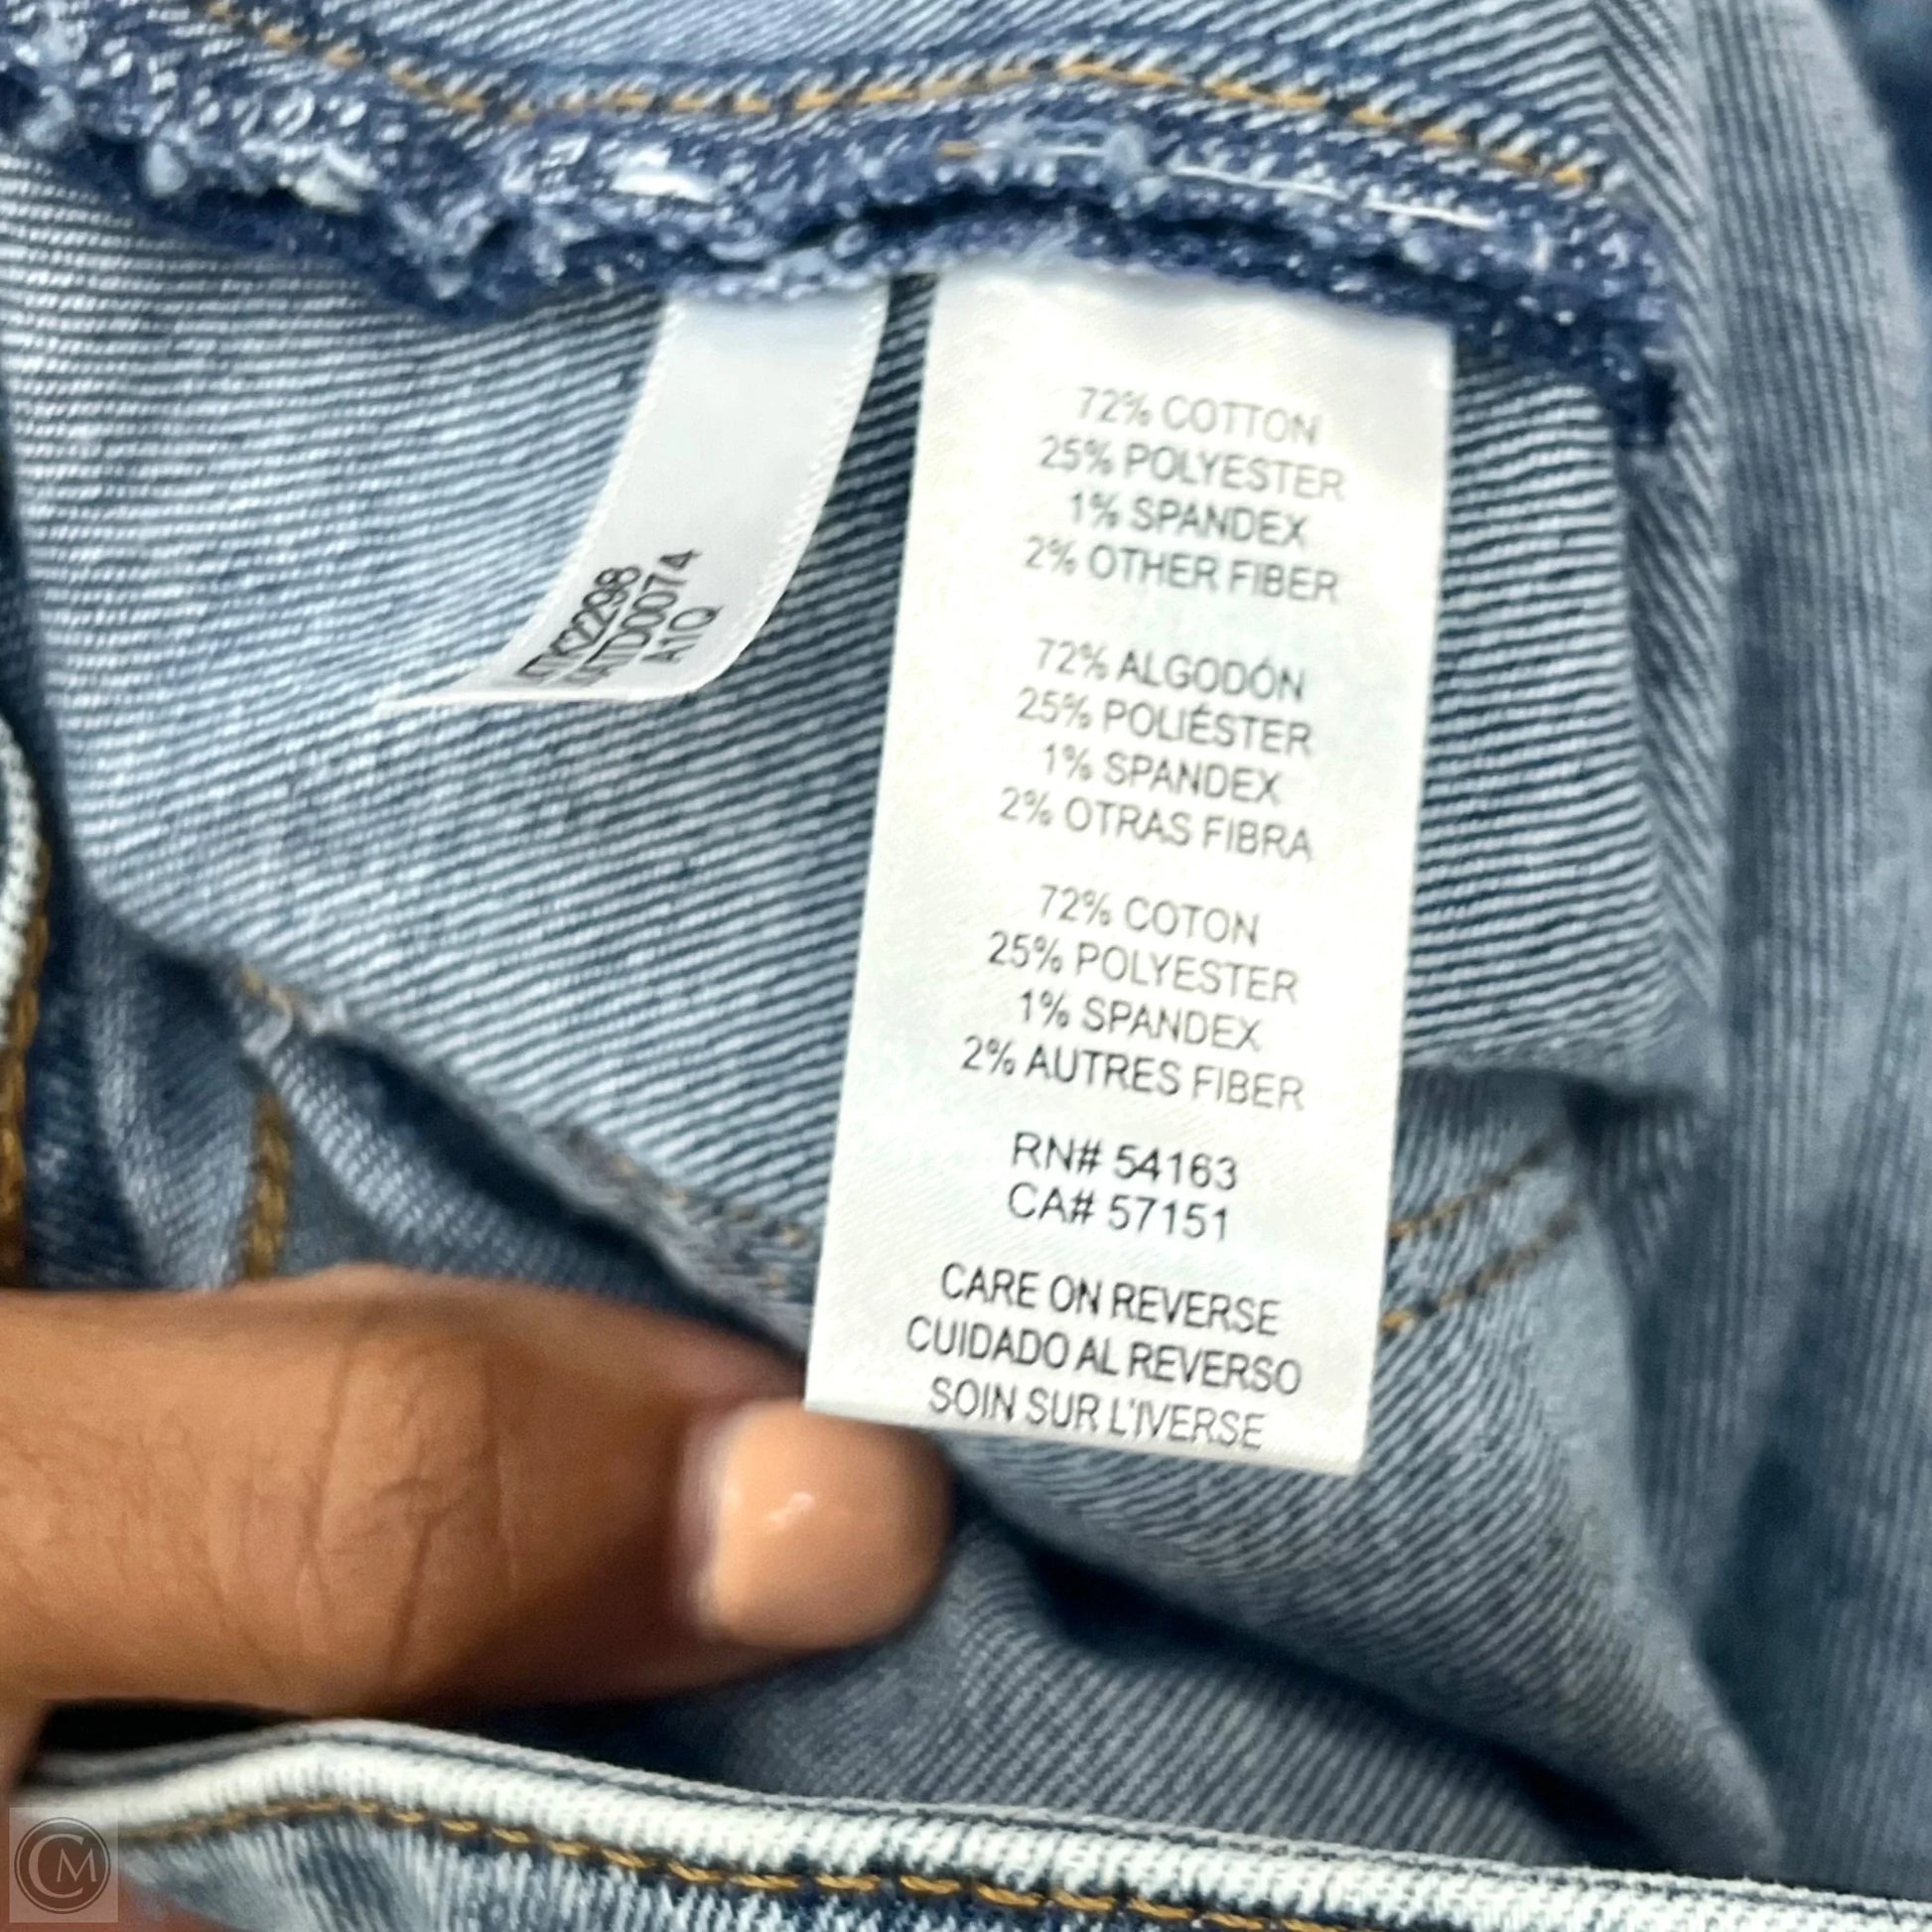 72% COTTON
25% POLYESTER
1% SPANDEX
2% OTHER FIBER
72% ALGODÓN
25% POLIÉSTER
1% SPANDEX
2% OTRAS FIBRA
72% COTON
25% POLYESTER
1% SPANDEX
2% AUTRES FIBER
RN# 54163
CA# 57151
CARE ON REVERSE
CUIDADO AL REVERSO
SOIN SUR L'IVERSE
A1Q
CM